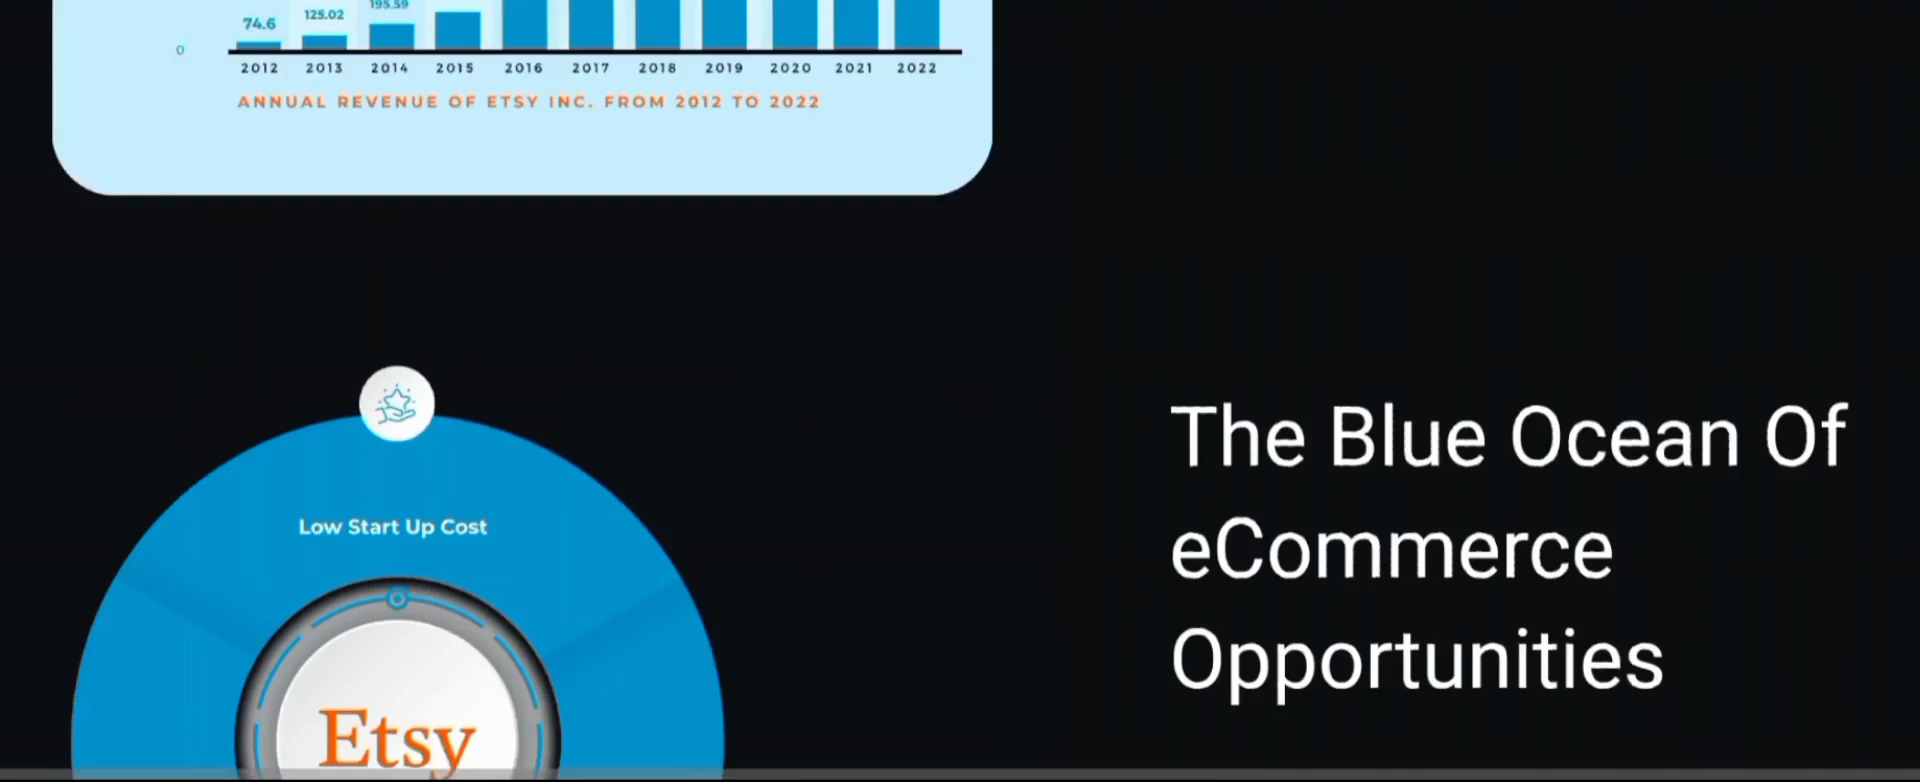 74.6
125.02
195.59
0
2012 2013 2014 2015 2016 2017 2018 2019 2020 2021 2022
ANNUAL REVENUE OF ETSY INC. FROM 2012 TO 2022
Low Start Up Cost
Etsy
The Blue Ocean Of
eCommerce
Opportunities